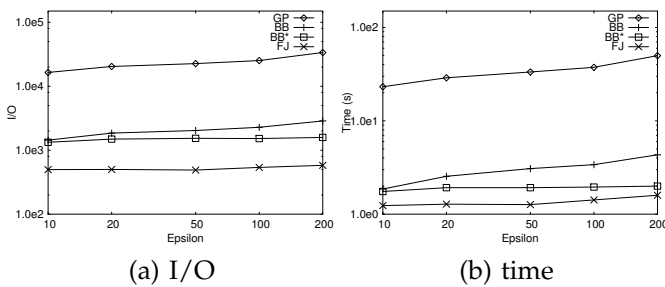 GP
BB
BB*
FJ
1.0e5
1.0e4
1.0e3
1.0e2
I/O
10 20 50 100 200
Epsilon
(a) I/O
GP
BB
BB*
FJ
1.0e2
1.0e1
1.0e0
Time (s)
10 20 50 100 200
Epsilon
(b) time